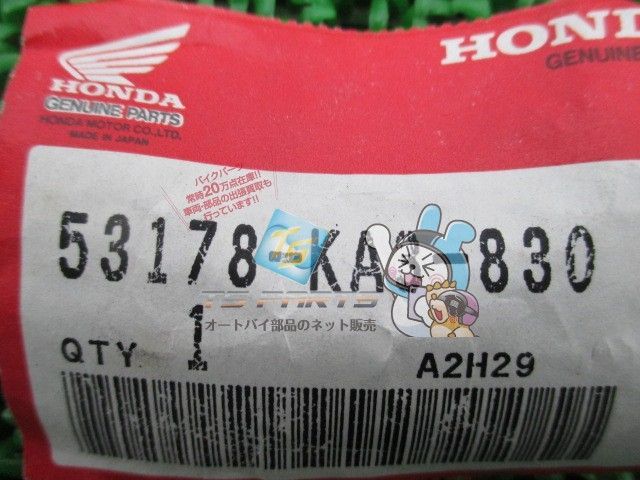 HONDA
GENUINE PARTS
HONDA MOTOR CO.,LTD.
MADE IN JAPAN
HOND
GENUINE
バイクパーツ
常時20万点在庫!!
車両・部品の出張買取も
行っています!!
53178 KA 830
TS
TS PARTS
オートバイ部品のネット販売
QTY 1 A2H29